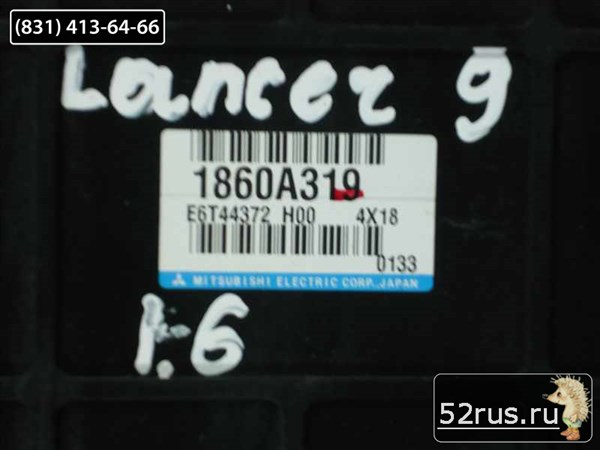 (831) 413-64-66
Lancer 9
1860A319
E6T44372 H00 4X18
0133
MITSUBISHI ELECTRIC CORP., JAPAN
1.6
52rus.ru